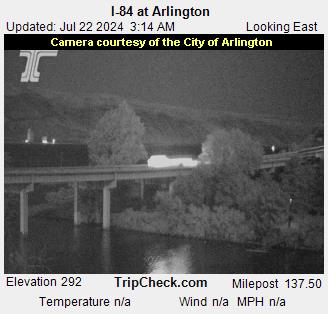 I-84 at Arlington
Updated: Jul 22 2024 3:14 AM Looking East
Camera courtesy of the City of Arlington
Elevation 292 TripCheck.com Milepost 137.50
Temperature n/a Wind n/a MPH n/a